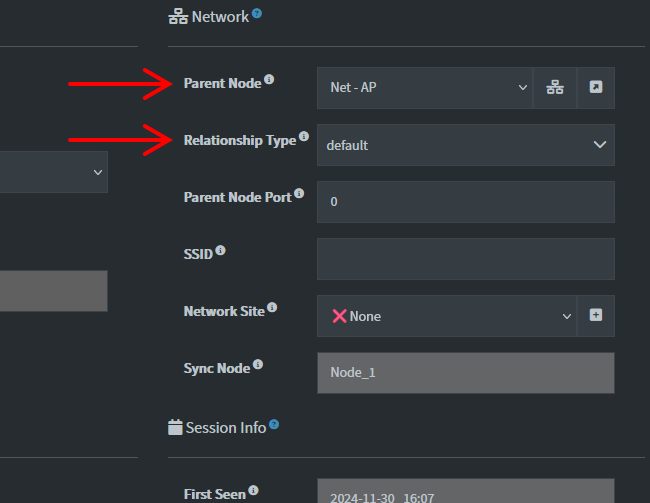 Network
Parent Node
Net - AP
Relationship Type
default
Parent Node Port
0
SSID
Network Site
None
Sync Node
Node_1
Session Info
First Seen
2024-11-30 16:07